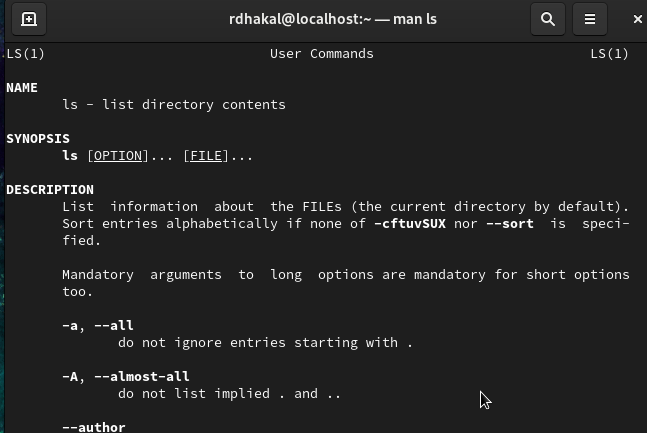 rdhakal@localhost:~ — man ls
LS(1) User Commands LS(1)
NAME
ls - list directory contents
SYNOPSIS
ls [OPTION]... [FILE]...
DESCRIPTION
List information about the FILEs (the current directory by default).
Sort entries alphabetically if none of -cftuvSUX nor --sort is speci-
fied.
Mandatory arguments to long options are mandatory for short options
too.
-a, --all
do not ignore entries starting with .
-A, --almost-all
do not list implied . and ..
--author